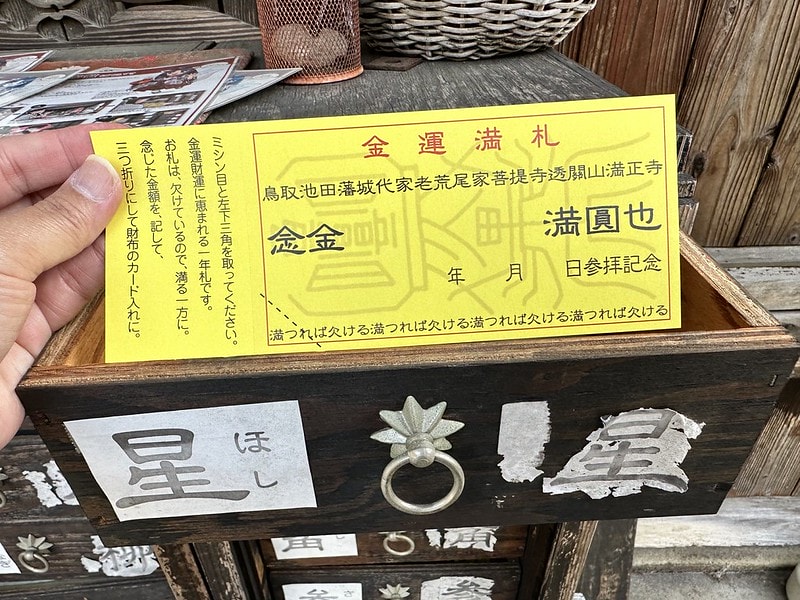 ミシン目と左下三角を取ってください。
金運財運に恵まれる一年札です。
お札は、欠けているので、満る一方に。
念じた金額を、記して、
三つ折りにして財布のカード入れに。
金運満札
鳥取池田藩城代家老荒尾家菩提寺透關山満正寺
念金 満圓也
年 月 日参拝記念
満つれば欠ける満つれば欠ける満つれば欠ける満つれば欠ける
星 ほし
星